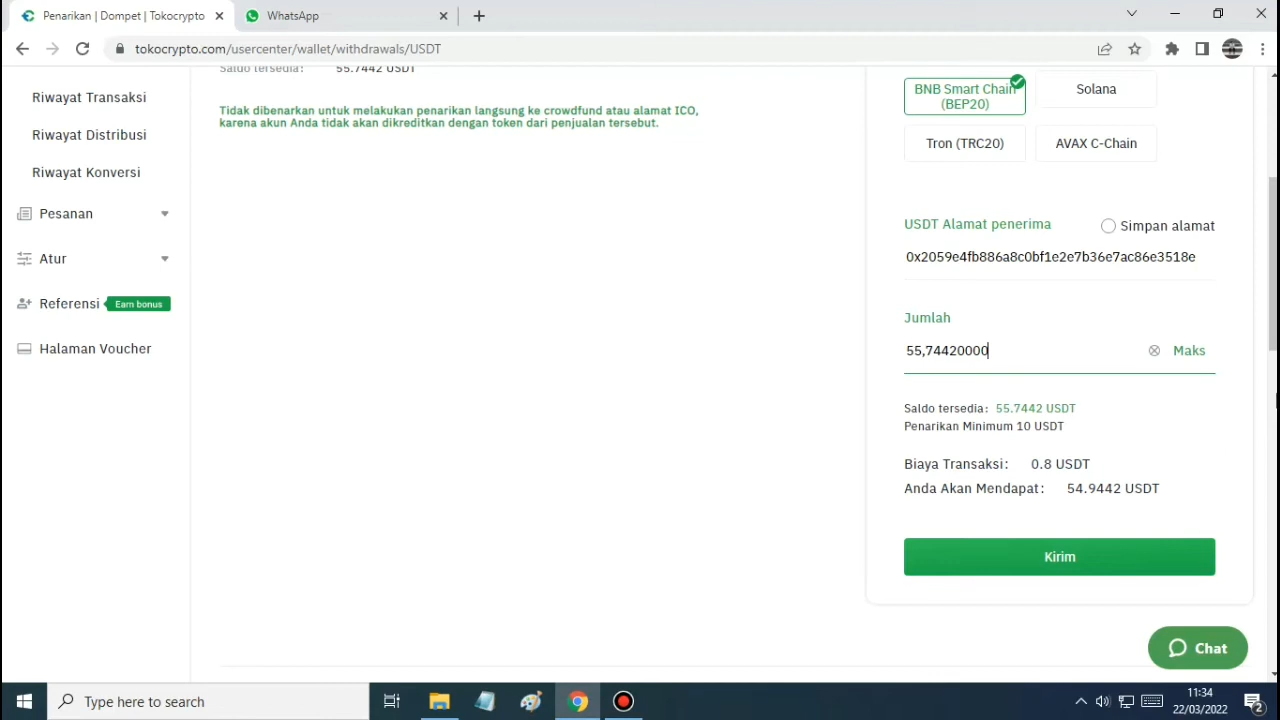 Penarikan | Dompet | Tokocrypto
WhatsApp
tokocrypto.com/usercenter/wallet/withdrawals/USDT
Riwayat Transaksi
Riwayat Distribusi
Riwayat Konversi
Pesanan
Atur
Referensi
Earn bonus
Halaman Voucher
Saldo tersedia: 55.7442 USDT
Tidak dibenarkan untuk melakukan penarikan langsung ke crowdfund atau alamat ICO,
karena akun Anda tidak akan dikreditkan dengan token dari penjualan tersebut.
BNB Smart Chain
(BEP20)
Solana
Tron (TRC20)
AVAX C-Chain
USDT Alamat penerima
Simpan alamat
0x2059e4fb886a8c0bf1e2e7b36e7ac86e3518e
Jumlah
55,74420000
Maks
Saldo tersedia: 55.7442 USDT
Penarikan Minimum 10 USDT
Biaya Transaksi: 0.8 USDT
Anda Akan Mendapat: 54.9442 USDT
Kirim
Chat
Type here to search
11:34
22/03/2022
2